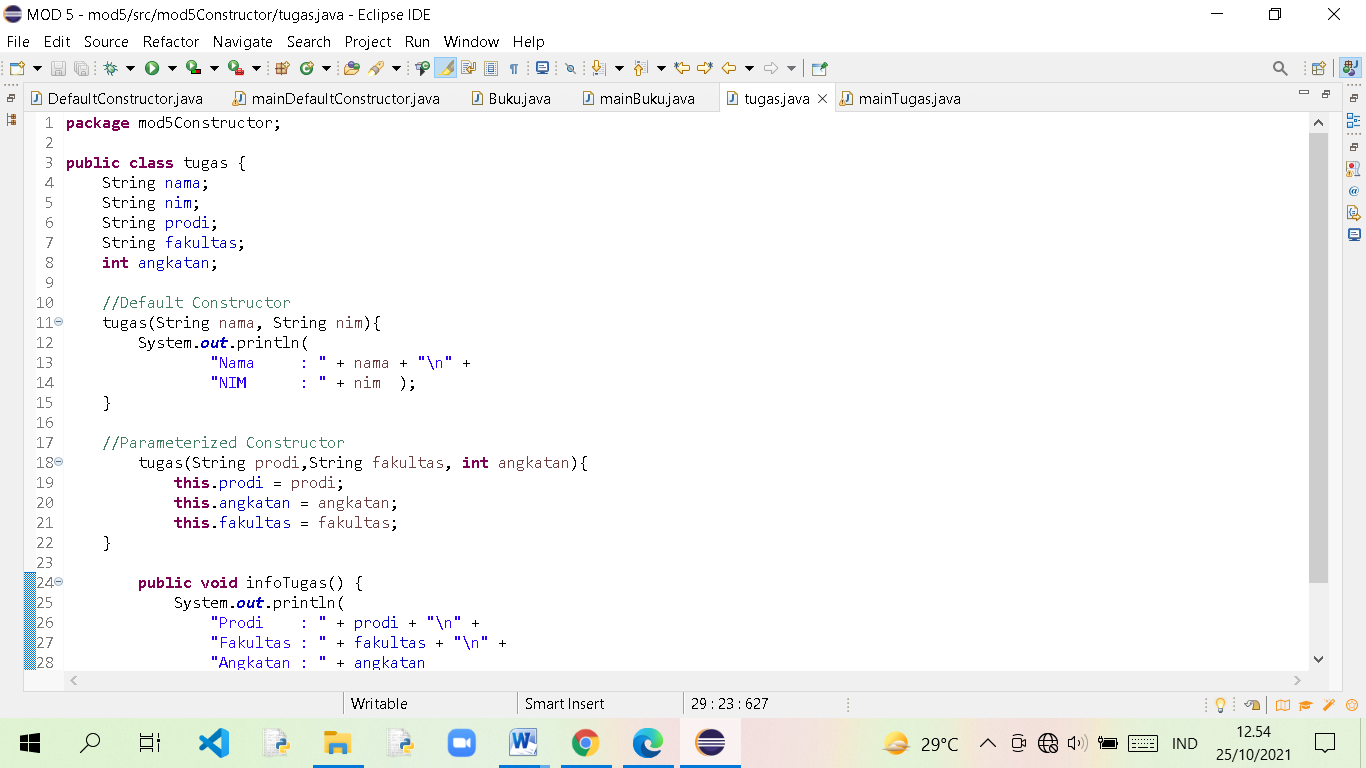 MOD 5 - mod5/src/mod5Constructor/tugas.java - Eclipse IDE
File Edit Source Refactor Navigate Search Project Run Window Help
DefaultConstructor.java mainDefaultConstructor.java Buku.java mainBuku.java tugas.java mainTugas.java
1 package mod5Constructor;
2
3 public class tugas {
4 String nama;
5 String nim;
6 String prodi;
7 String fakultas;
8 int angkatan;
9
10 //Default Constructor
11 tugas(String nama, String nim){
12 System.out.println(
13 "Nama : " + nama + "\n" +
14 "NIM : " + nim );
15 }
16
17 //Parameterized Constructor
18 tugas(String prodi,String fakultas, int angkatan){
19 this.prodi = prodi;
20 this.angkatan = angkatan;
21 this.fakultas = fakultas;
22 }
23
24 public void infoTugas() {
25 System.out.println(
26 "Prodi : " + prodi + "\n" +
27 "Fakultas : " + fakultas + "\n" +
28 "Angkatan : " + angkatan
Writable Smart Insert 29 : 23 : 627
29°C IND 12.54
25/10/2021